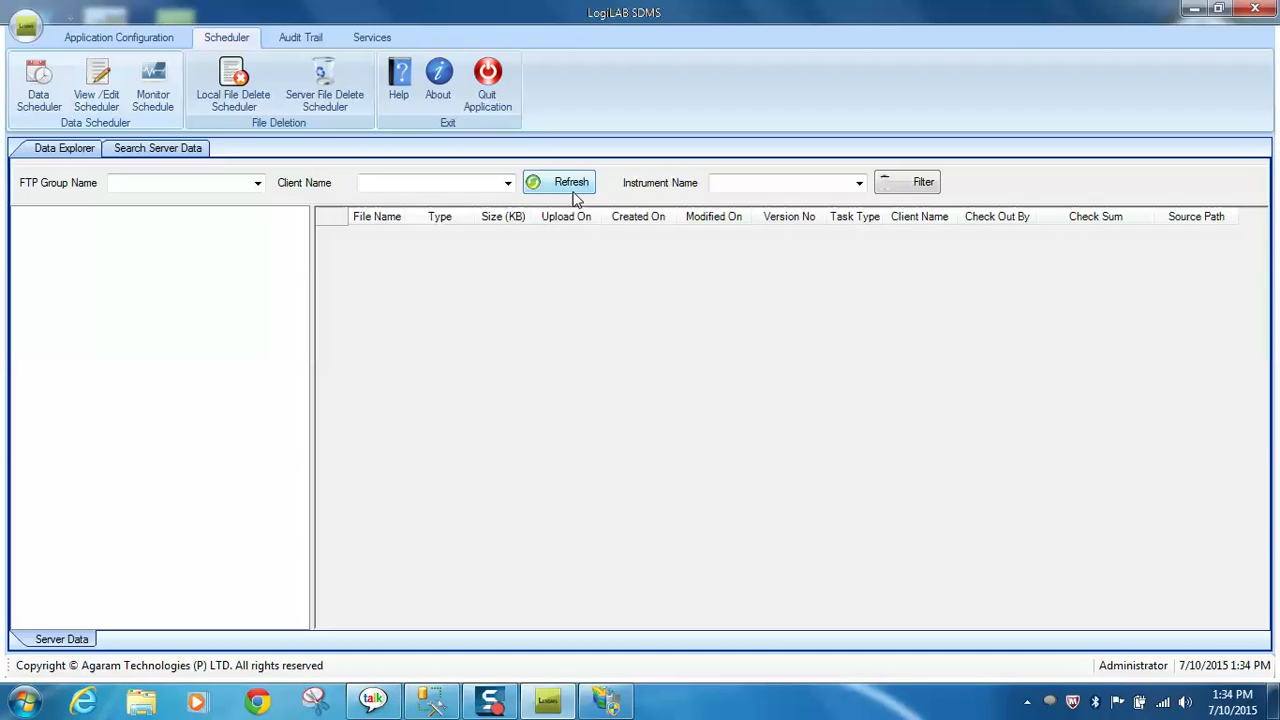 LogiLAB SDMS
Application Configuration Scheduler Audit Trail Services
Data Scheduler
View /Edit Scheduler
Monitor Schedule
Local File Delete Scheduler
Server File Delete Scheduler
Help
About
Quit Application
Data Scheduler File Deletion Exit
Data Explorer Search Server Data
FTP Group Name Client Name Refresh Instrument Name Filter
File Name Type Size (KB) Upload On Created On Modified On Version No Task Type Client Name Check Out By Check Sum Source Path
Server Data
Copyright © Agaram Technologies (P) LTD. All rights reserved Administrator 7/10/2015 1:34 PM
talk
1:34 PM
7/10/2015